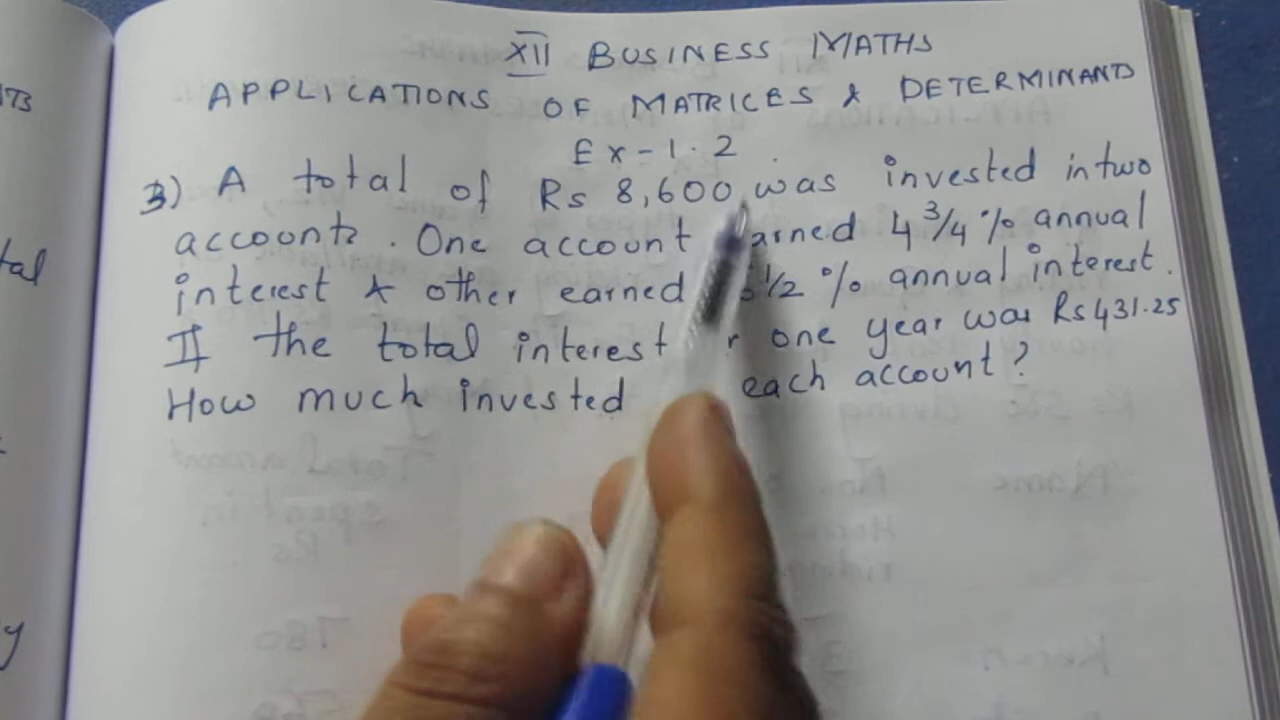 XII BUSINESS MATHS
APPLICATIONS OF MATRICES & DETERMINANTS
Ex-1.2
3) A total of Rs 8,600 was invested in two
accounts. One account earned 4 3/4 % annual
interest & other earned 1/2 % annual interest.
If the total interest r one year was Rs 431.25
How much invested each account?